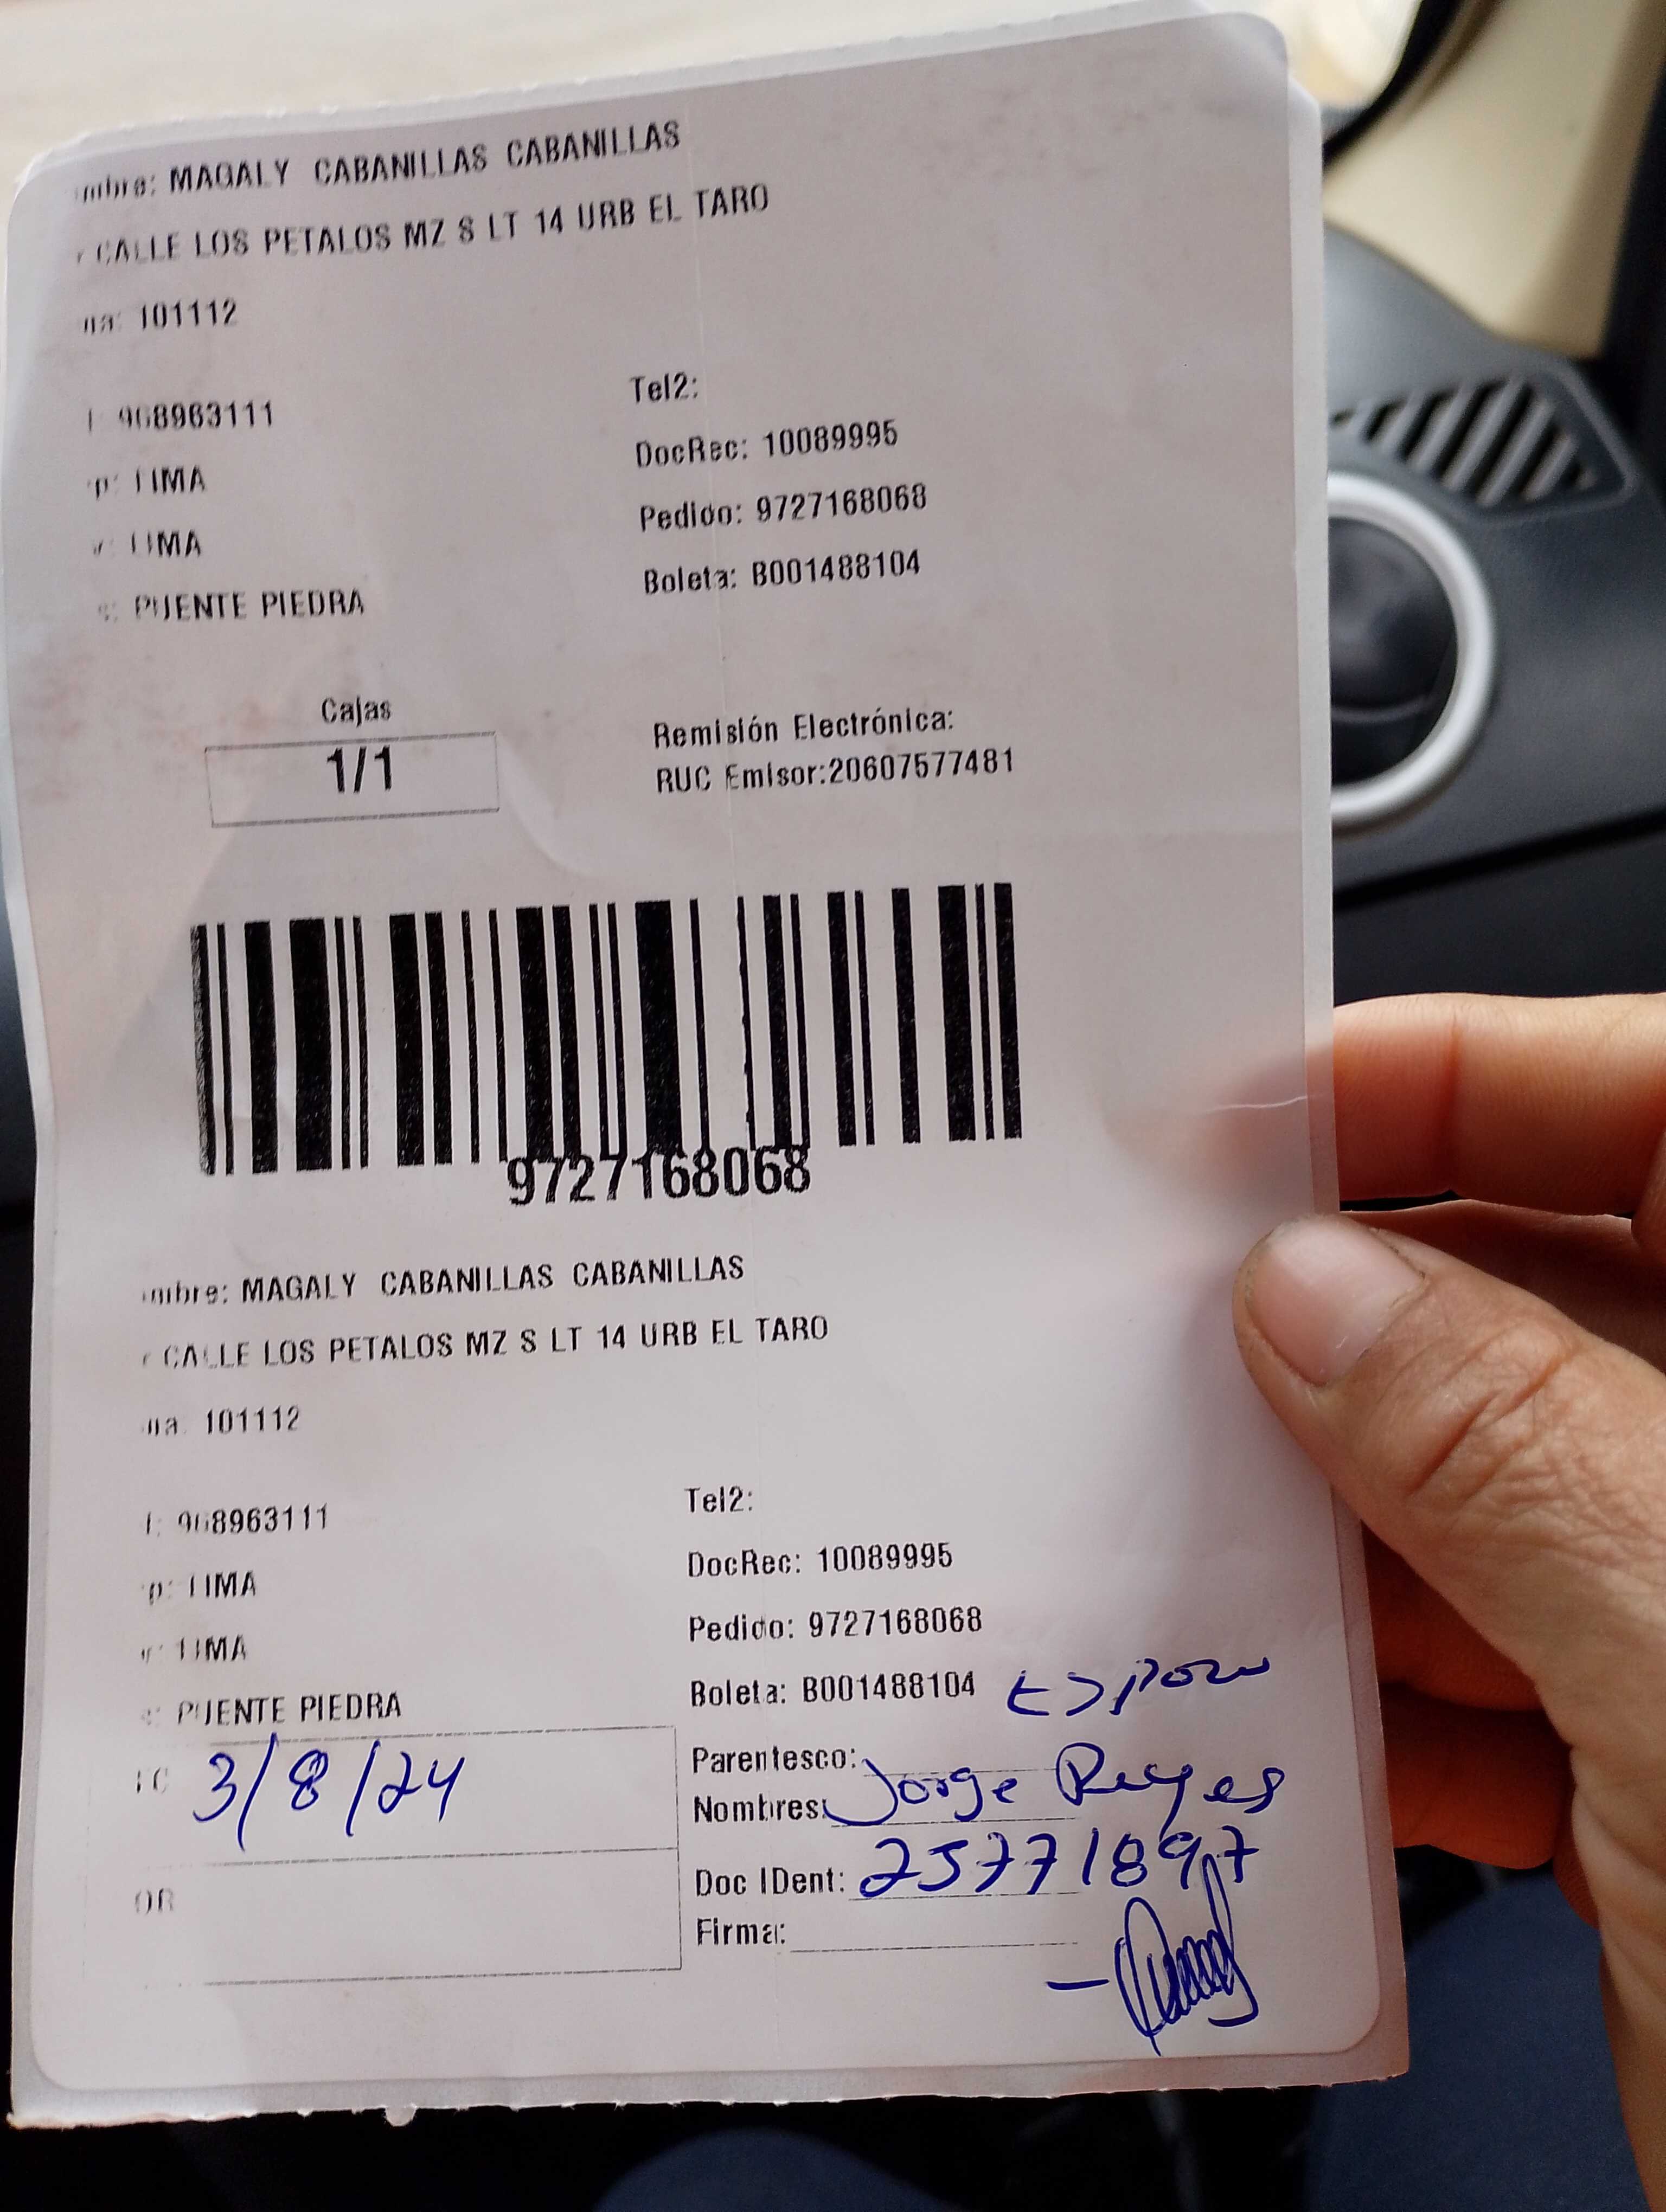 mbre: MAGALY CABANILLAS CABANILLAS
r CALLE LOS PETALOS MZ S LT 14 URB EL TARO
na: 101112
l: 968963111
Tel2:
DocRec: 10089995
p: LIMA
Pedido: 9727168068
v: LIMA
Boleta: B001488104
s: PUENTE PIEDRA
Cajas
1/1
Remisión Electrónica:
RUC Emisor:20607577481
9727168068
mbre: MAGALY CABANILLAS CABANILLAS
r CALLE LOS PETALOS MZ S LT 14 URB EL TARO
na: 101112
l: 968963111
Tel2:
DocRec: 10089995
p: LIMA
Pedido: 9727168068
v: LIMA
Boleta: B001488104
s: PUENTE PIEDRA
3/8/24
Parentesco: Esposo
Nombres: Jorge Reyes
Doc IDent: 25771897
OR
Firma: